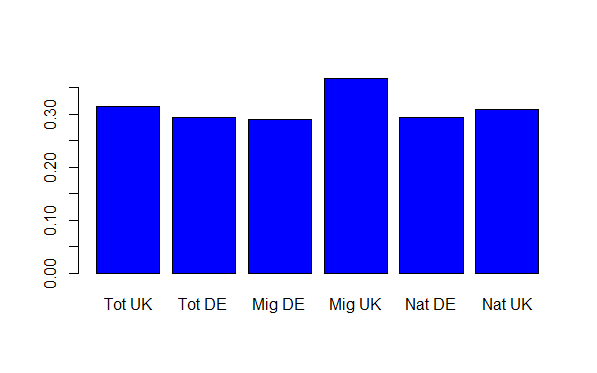 0.30
0.20
0.10
0.00
Tot UK Tot DE Mig DE Mig UK Nat DE Nat UK